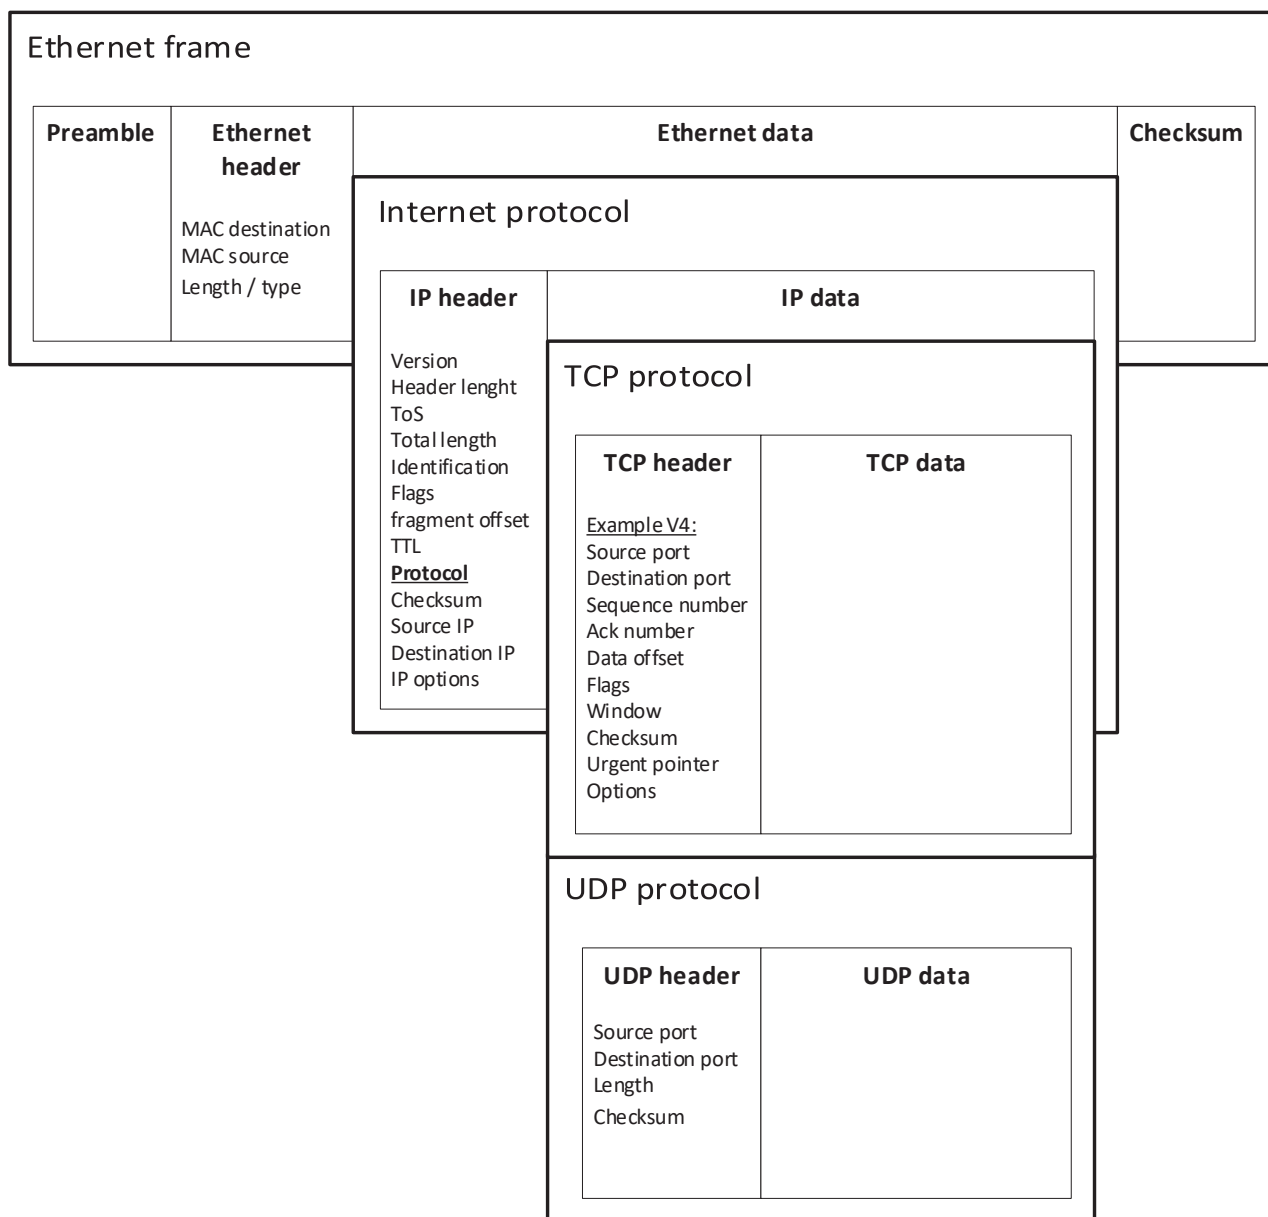 Ethernet frame
Preamble
Ethernet
header
MAC destination
MAC source
Length / type
Ethernet data
Checksum
Internet protocol
IP header
Version
Header lenght
ToS
Total length
Identification
Flags
fragment offset
TTL
Protocol
Checksum
Source IP
Destination IP
IP options
IP data
TCP protocol
TCP header
Example V4:
Source port
Destination port
Sequence number
Ack number
Data offset
Flags
Window
Checksum
Urgent pointer
Options
TCP data
UDP protocol
UDP header
Source port
Destination port
Length
Checksum
UDP data